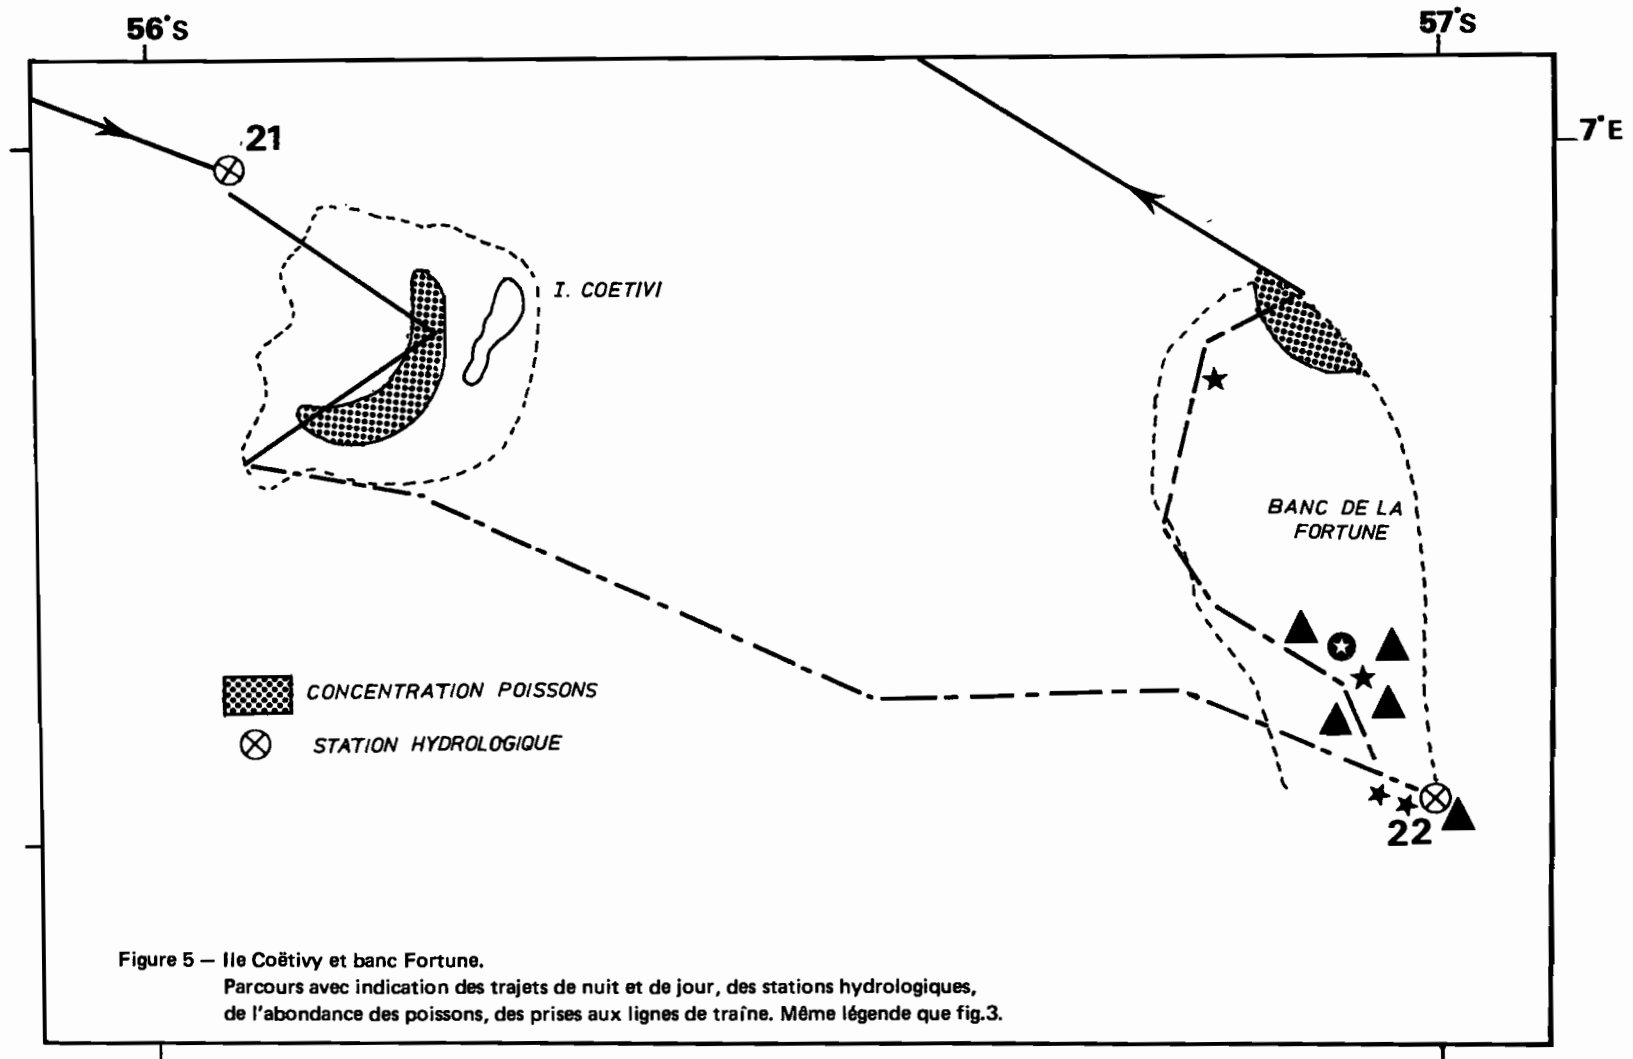 56°S
57°S
7°E
21
I. COETIVI
BANC DE LA
FORTUNE
CONCENTRATION POISSONS
STATION HYDROLOGIQUE
22
Figure 5 — Ile Coëtivy et banc Fortune.
Parcours avec indication des trajets de nuit et de jour, des stations hydrologiques,
de l'abondance des poissons, des prises aux lignes de traîne. Même légende que fig.3.